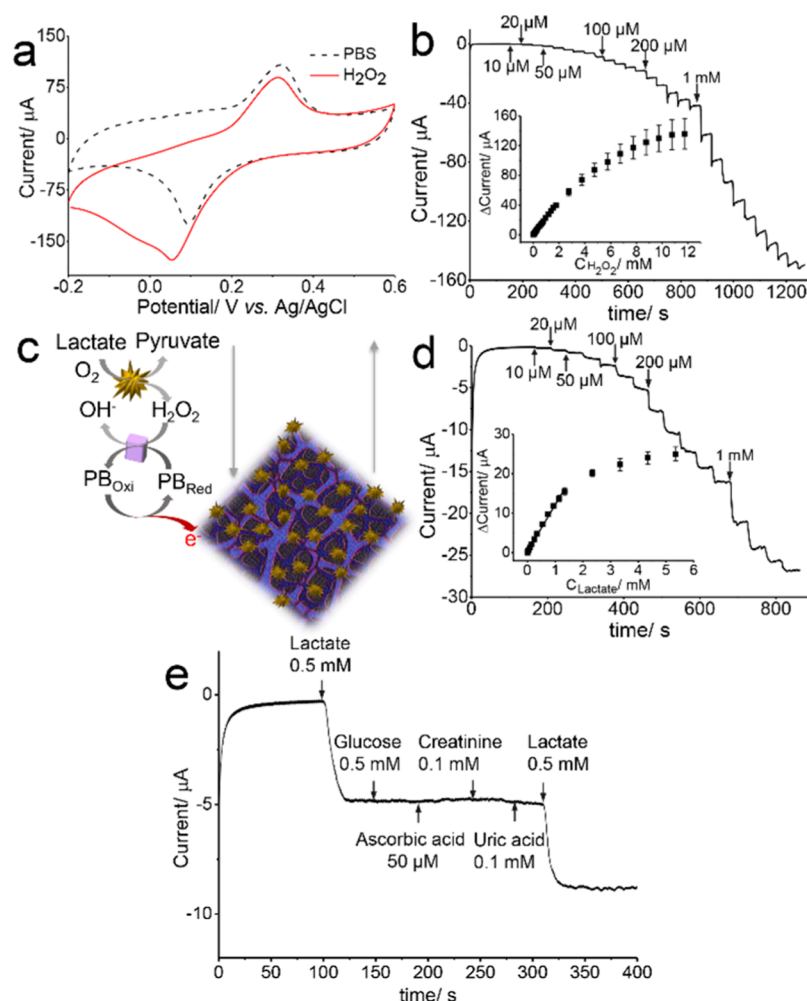 a
PBS
H2O2
75
0
-75
-150
Current/ µA
-0.2
0.0
0.2
0.4
0.6
Potential/ V vs. Ag/AgCl
b
20 µM
100 µM
200 µM
10 µM
50 µM
1 mM
0
-40
-80
-120
-160
Current/ µA
160
120
80
40
0
ΔCurrent/ µA
0 2 4 6 8 10 12
CH2O2/ mM
0 200 400 600 800 1000 1200
time/ s
c
Lactate Pyruvate
O2
OH- H2O2
PBOxi PBRed
e-
d
20 µM
100 µM
200 µM
10 µM
50 µM
1 mM
0
-5
-10
-15
-20
-25
-30
Current/ µA
30
20
10
0
ΔCurrent/ µA
0 1 2 3 4 5 6
CLactate/ mM
0 200 400 600 800
time/ s
e
Lactate
0.5 mM
Glucose
0.5 mM
Creatinine
0.1 mM
Lactate
0.5 mM
Ascorbic acid
50 µM
Uric acid
0.1 mM
0
-5
-10
Current/ µA
0 50 100 150 200 250 300 350 400
time/ s